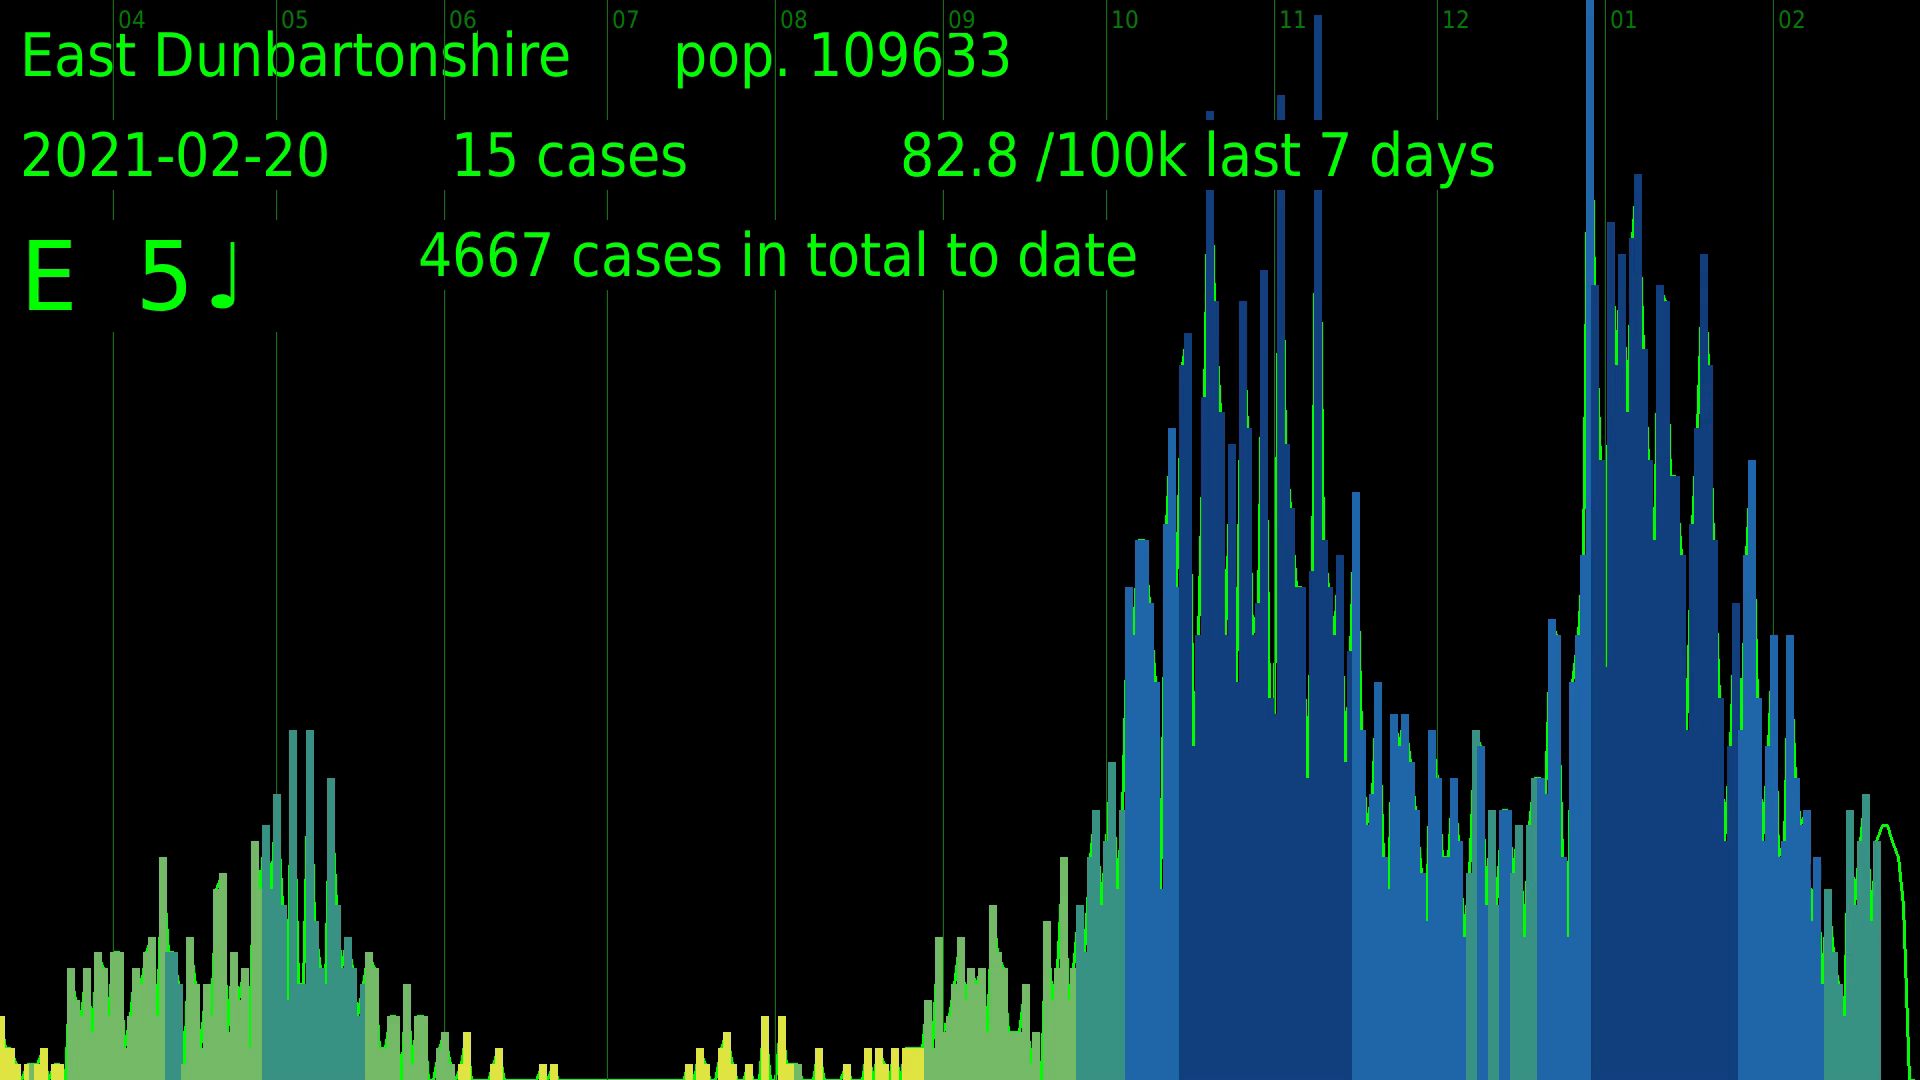 04 05 06 07 08 09 10 11 12 01 02
East Dunbartonshire pop. 109633
2021-02-20 15 cases 82.8 /100k last 7 days
E 5♩ 4667 cases in total to date